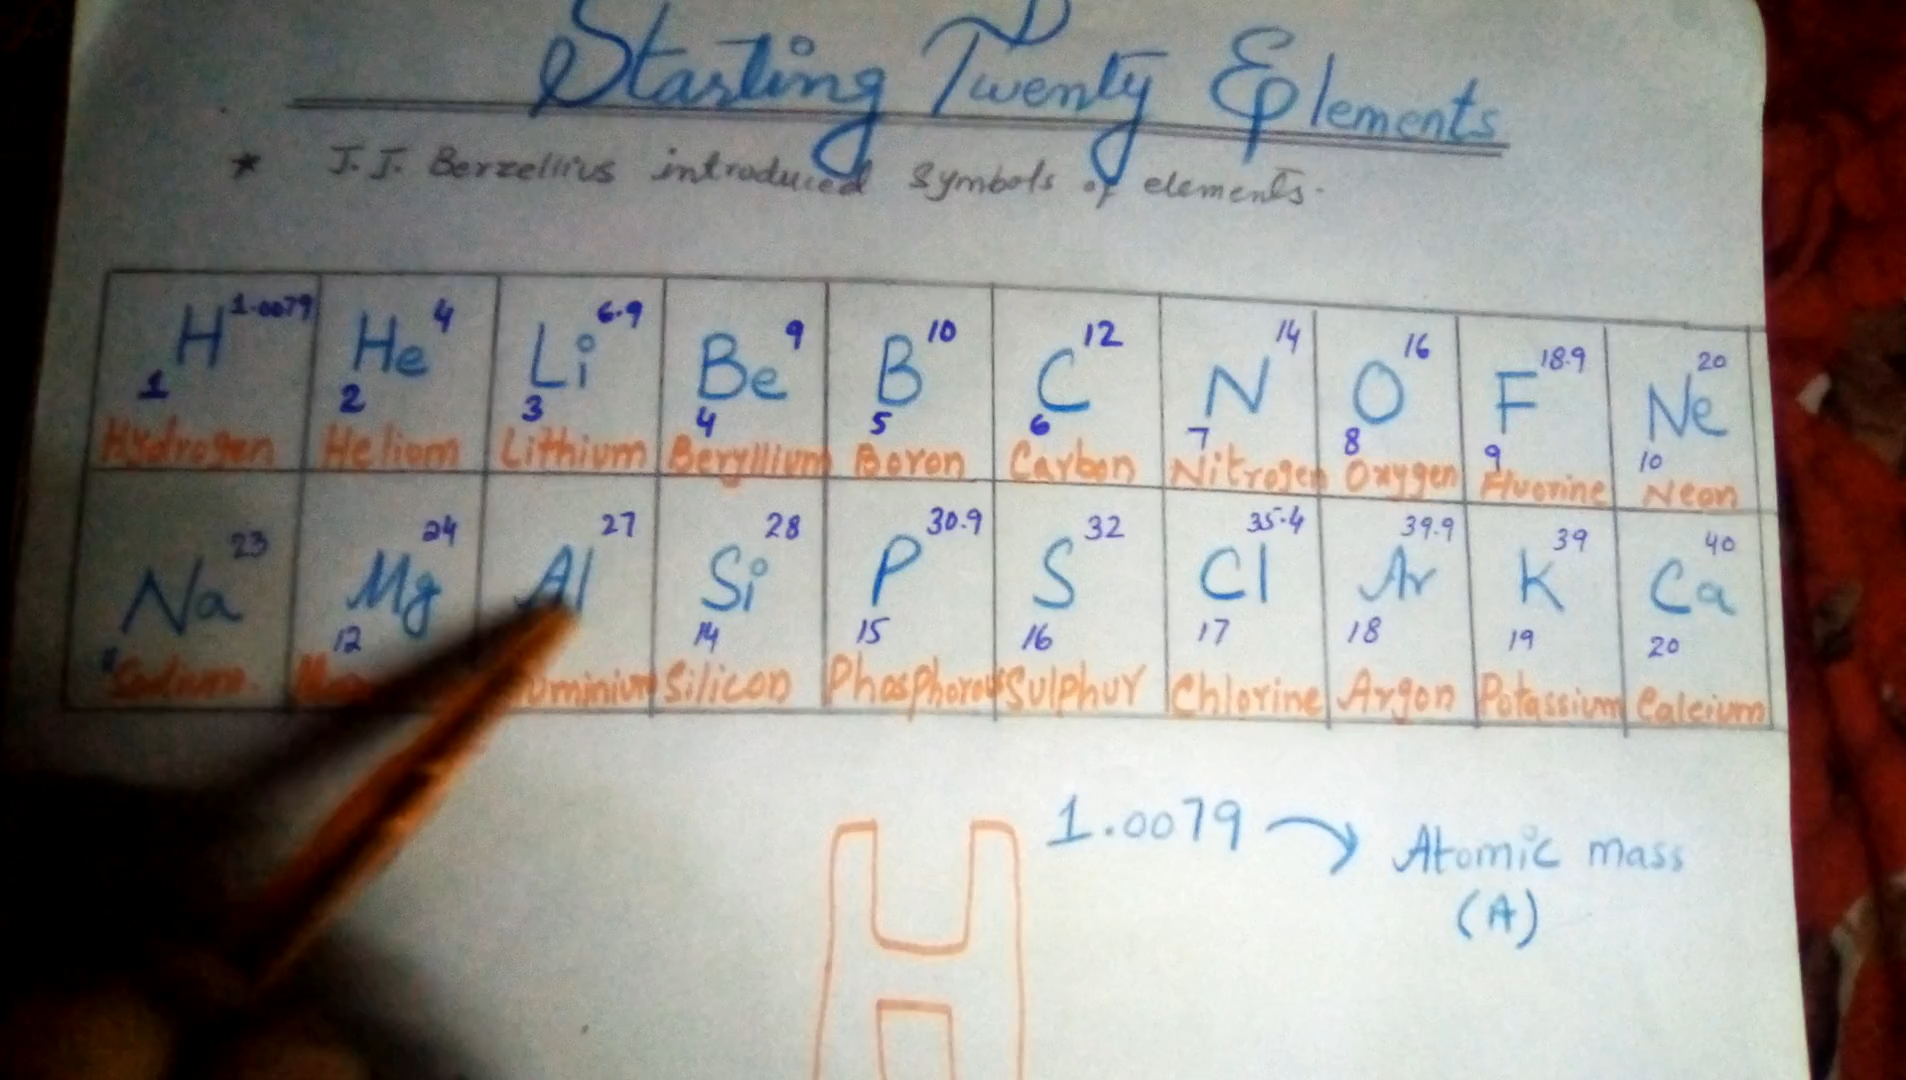 Starting Twenty Elements
* J.J. Berzellius introduced Symbols of elements.
H 1.0079 He 4 Li 6.9 Be 9 B 10 C 12 N 14 O 16 F 18.9 Ne 20
1 2 3 4 5 6 7 8 9 10
Hydrogen Heliom Lithium Beryllium Boron Carbon Nitrogen Oxygen Fluorine Neon
Na 23 Mg 24 Al 27 Si 28 P 30.9 S 32 Cl 35.4 Ar 39.9 K 39 Ca 40
11 12 14 15 16 17 18 19 20
Sodium. uminium Silicon Phosphorous Sulphur Chlorine Argon Potassium Calcium
1.0079 → Atomic mass
(A)
H